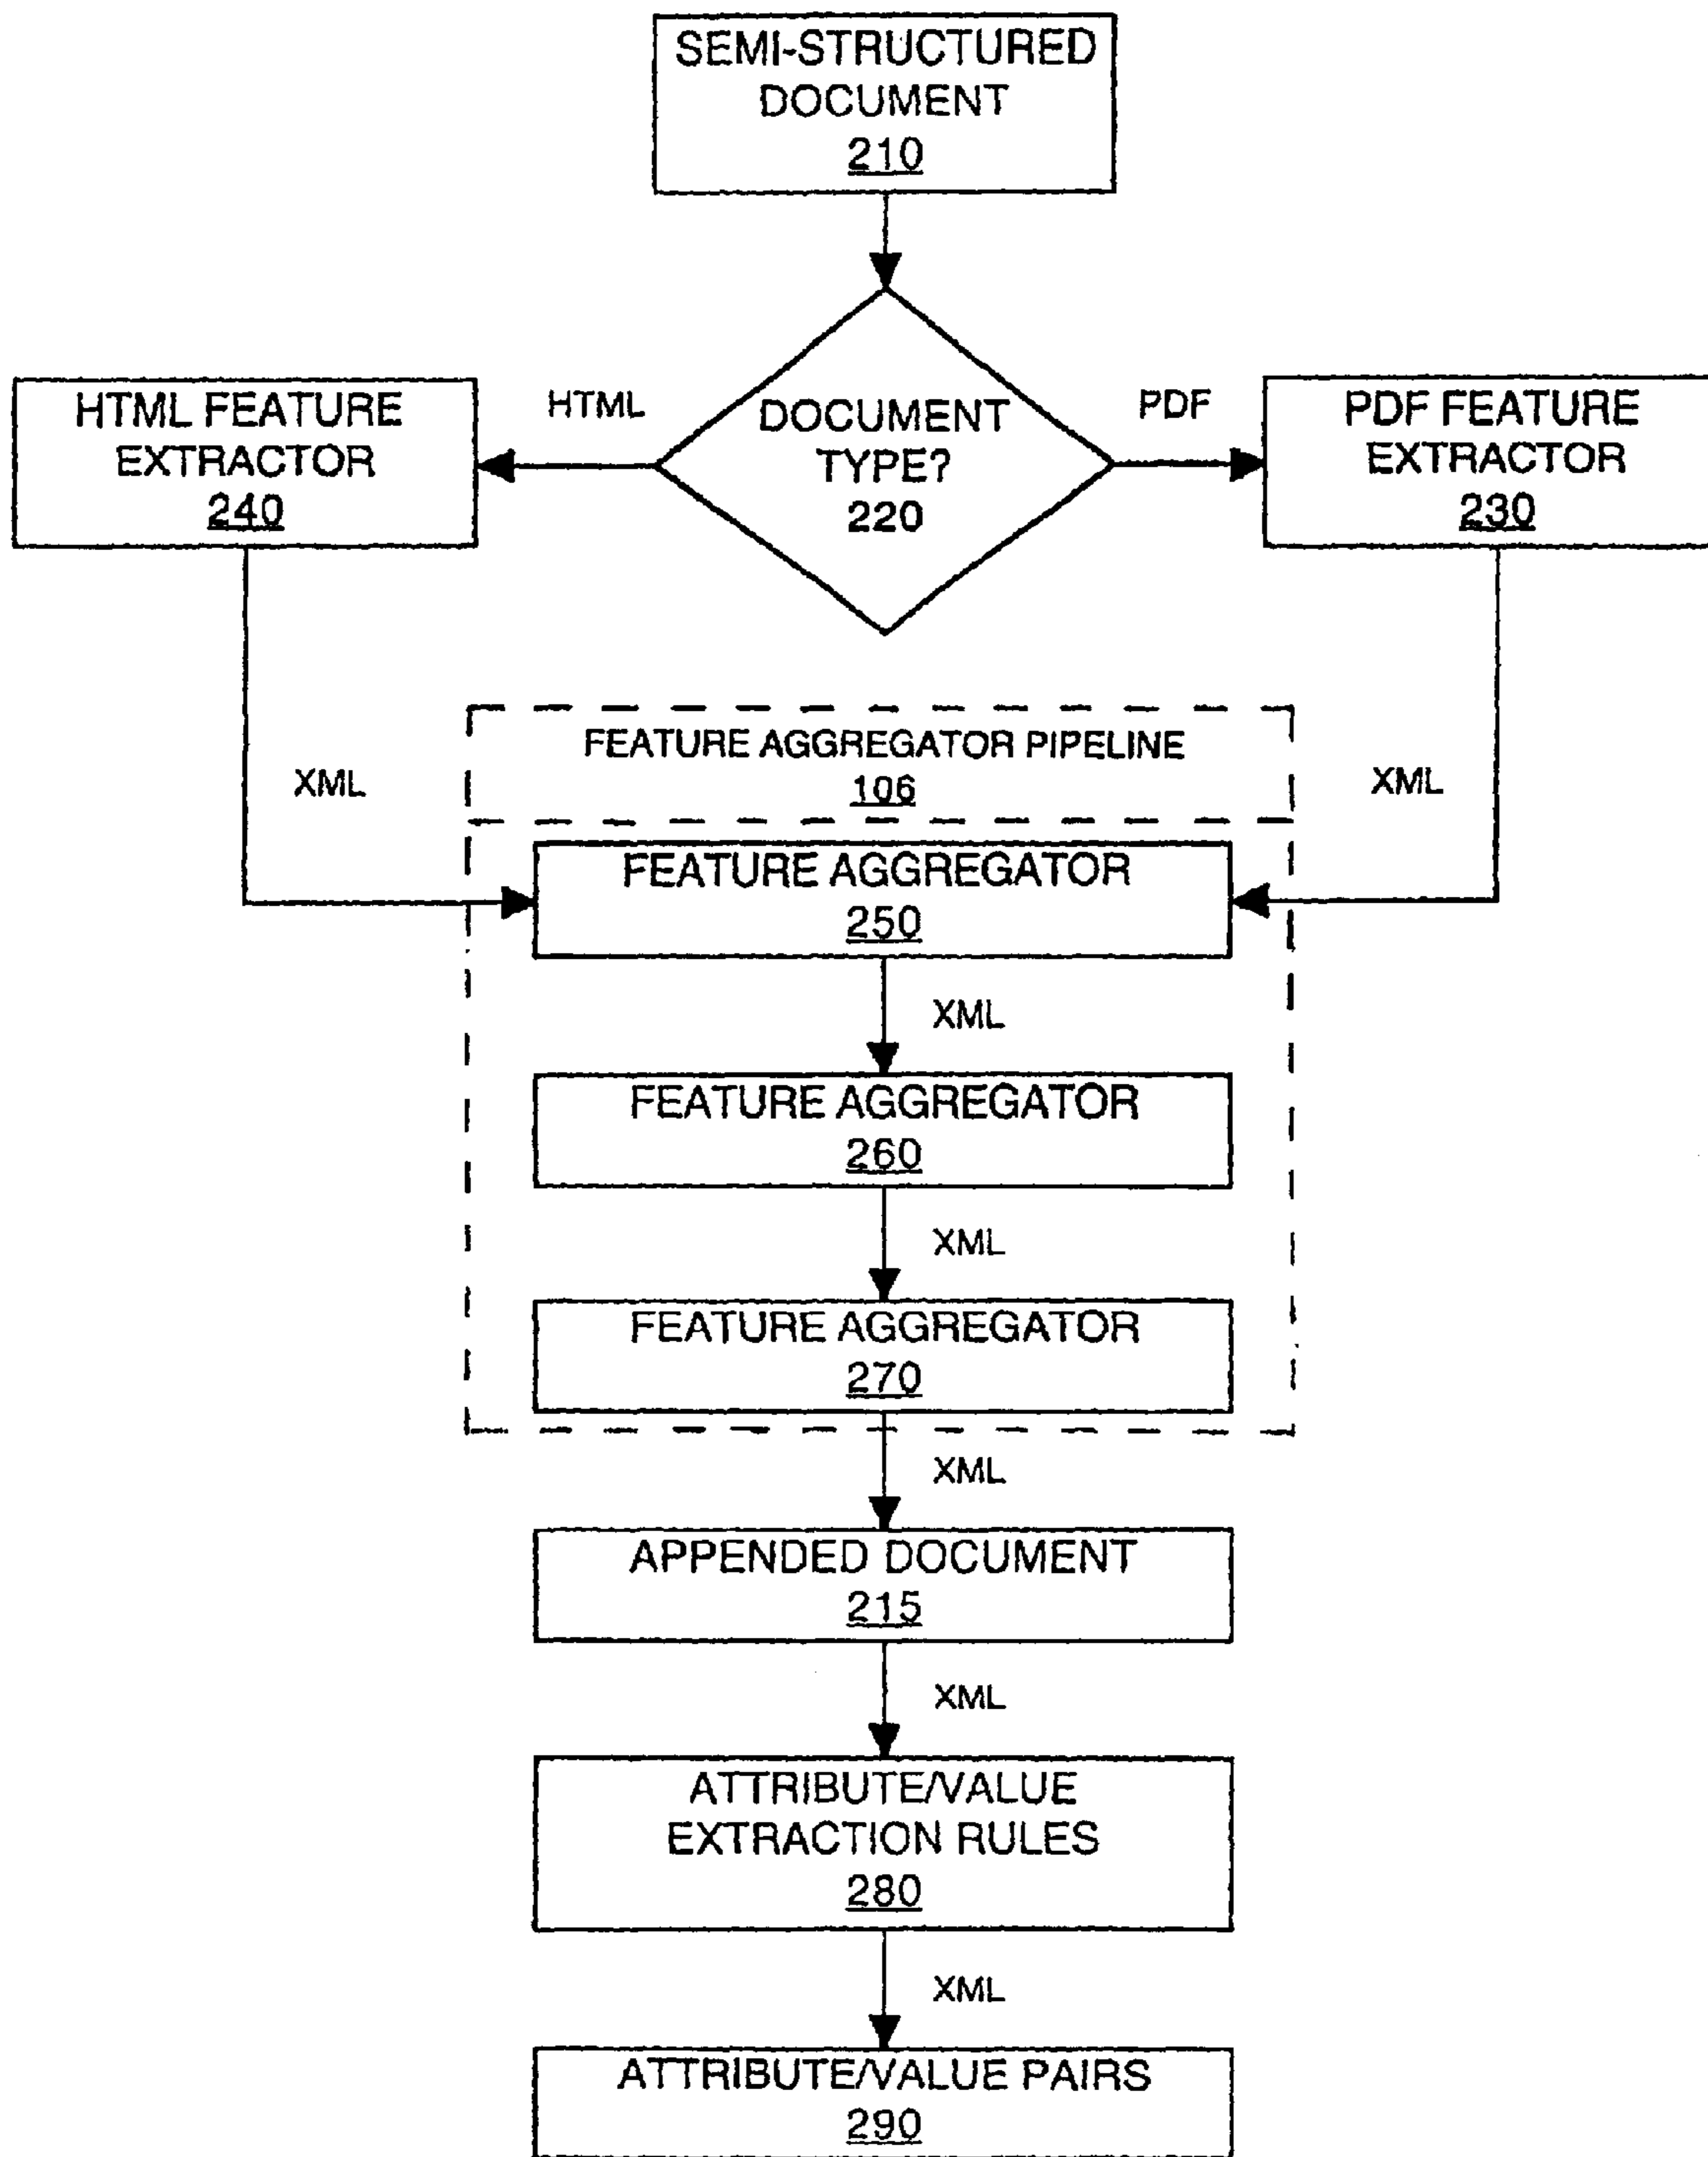 SEMI-STRUCTURED
DOCUMENT
210
HTML FEATURE
EXTRACTOR
240
HTML
DOCUMENT
TYPE?
220
PDF
PDF FEATURE
EXTRACTOR
230
FEATURE AGGREGATOR PIPELINE
106
XML
XML
FEATURE AGGREGATOR
250
XML
FEATURE AGGREGATOR
260
XML
FEATURE AGGREGATOR
270
XML
APPENDED DOCUMENT
215
XML
ATTRIBUTE/VALUE
EXTRACTION RULES
280
XML
ATTRIBUTE/VALUE PAIRS
290